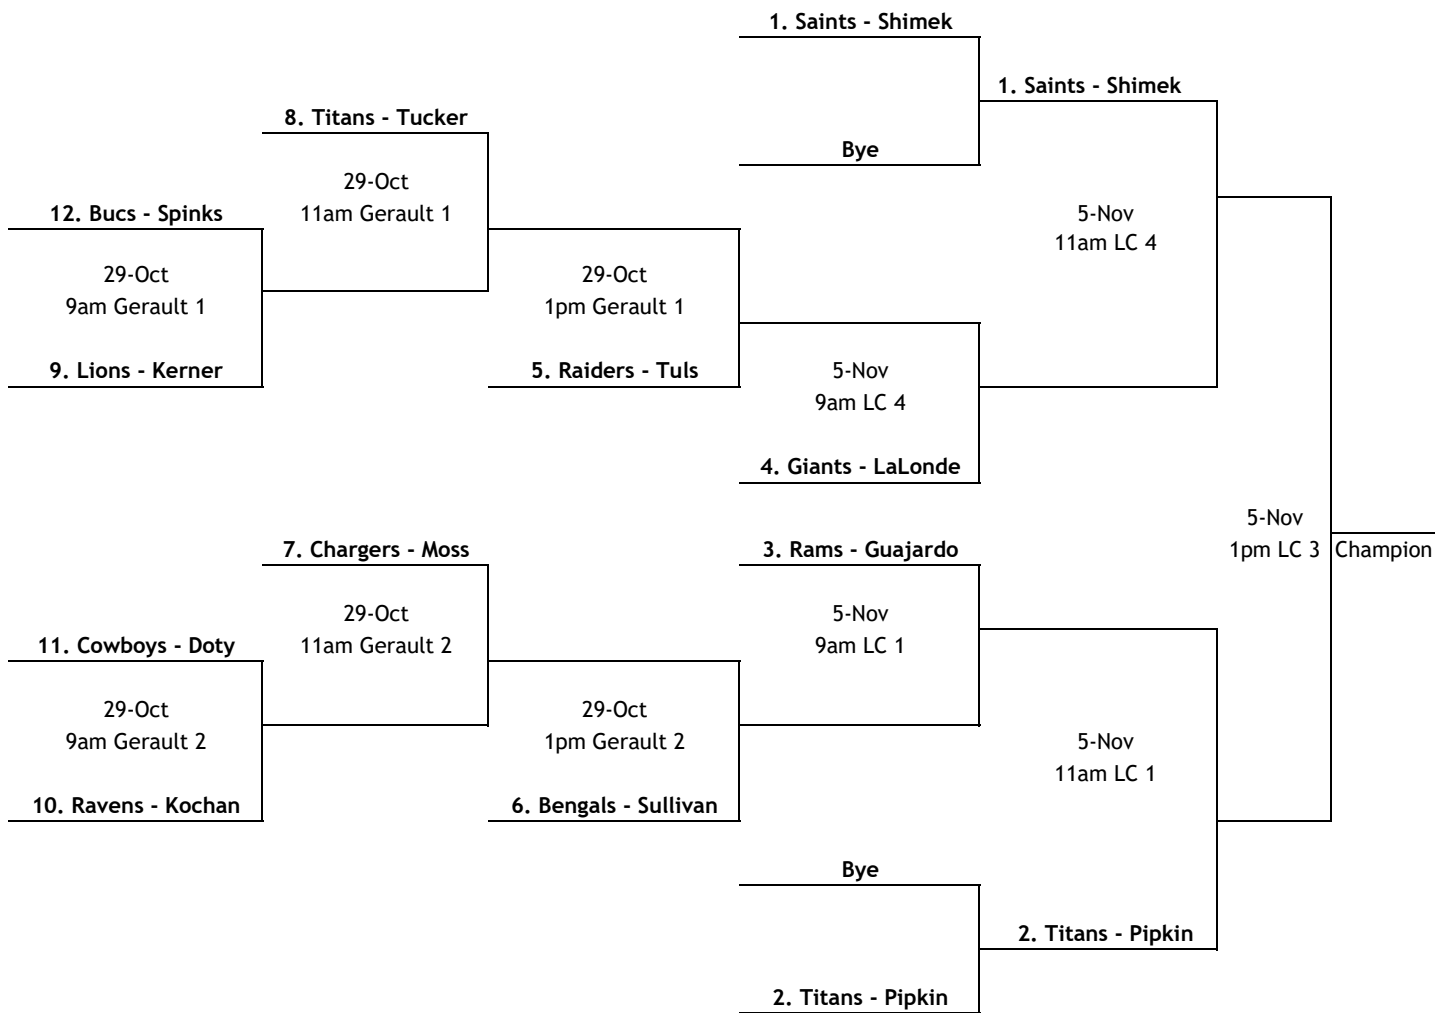 1. Saints - Shimek
1. Saints - Shimek
8. Titans - Tucker
Bye
29-Oct
11am Gerault 1
12. Bucs - Spinks
5-Nov
11am LC 4
29-Oct
9am Gerault 1
29-Oct
1pm Gerault 1
9. Lions - Kerner
5. Raiders - Tuls
5-Nov
9am LC 4
4. Giants - LaLonde
5-Nov
1pm LC 3
Champion
7. Chargers - Moss
3. Rams - Guajardo
29-Oct
11am Gerault 2
5-Nov
9am LC 1
11. Cowboys - Doty
29-Oct
9am Gerault 2
29-Oct
1pm Gerault 2
5-Nov
11am LC 1
10. Ravens - Kochan
6. Bengals - Sullivan
Bye
2. Titans - Pipkin
2. Titans - Pipkin